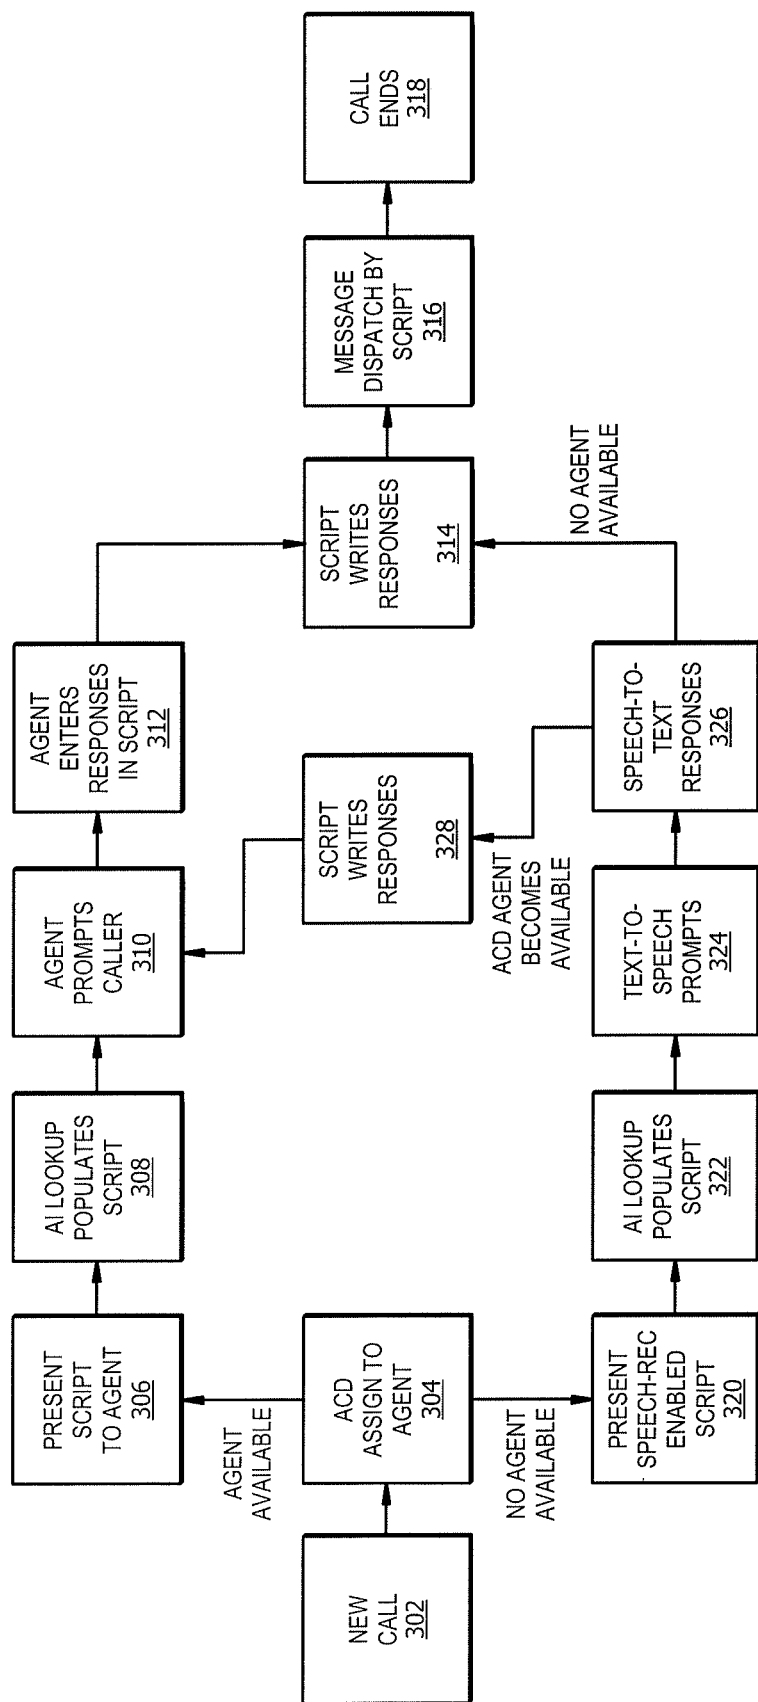 NEW
CALL
302
ACD
ASSIGN TO
AGENT
304
AGENT
AVAILABLE
NO AGENT
AVAILABLE
PRESENT
SCRIPT
TO AGENT
306
AI LOOKUP
POPULATES
SCRIPT
308
AGENT
PROMPTS
CALLER
310
AGENT
ENTERS
RESPONSES
IN SCRIPT
312
PRESENT
SPEECH-REC
ENABLED
SCRIPT
320
AI LOOKUP
POPULATES
SCRIPT
322
TEXT-TO-
SPEECH
PROMPTS
324
SPEECH-TO-
TEXT
RESPONSES
326
ACD AGENT
BECOMES
AVAILABLE
SCRIPT
WRITES
RESPONSES
328
NO AGENT
AVAILABLE
SCRIPT
WRITES
RESPONSES
314
MESSAGE
DISPATCH BY
SCRIPT
316
CALL
ENDS
318